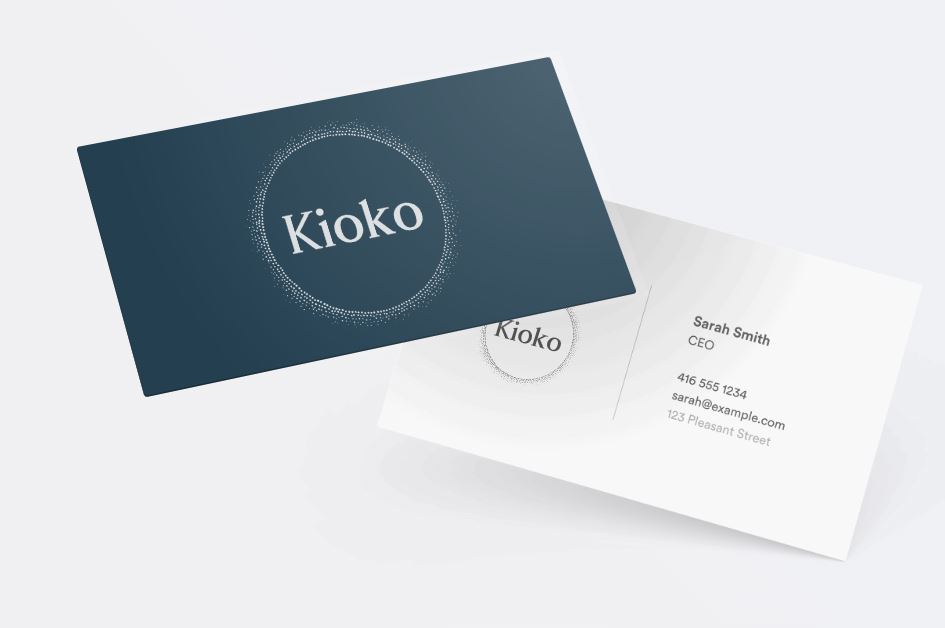 Kioko
Kioko
Sarah Smith
CEO
416 555 1234
sarah@example.com
123 Pleasant Street